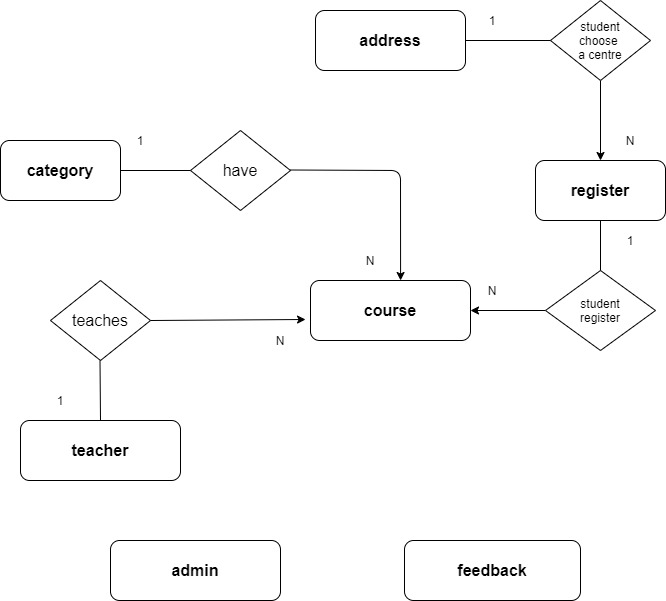 1
student
choose
a centre
address
1
N
category
have
register
1
N
N
student
register
course
teaches
N
1
teacher
admin
feedback